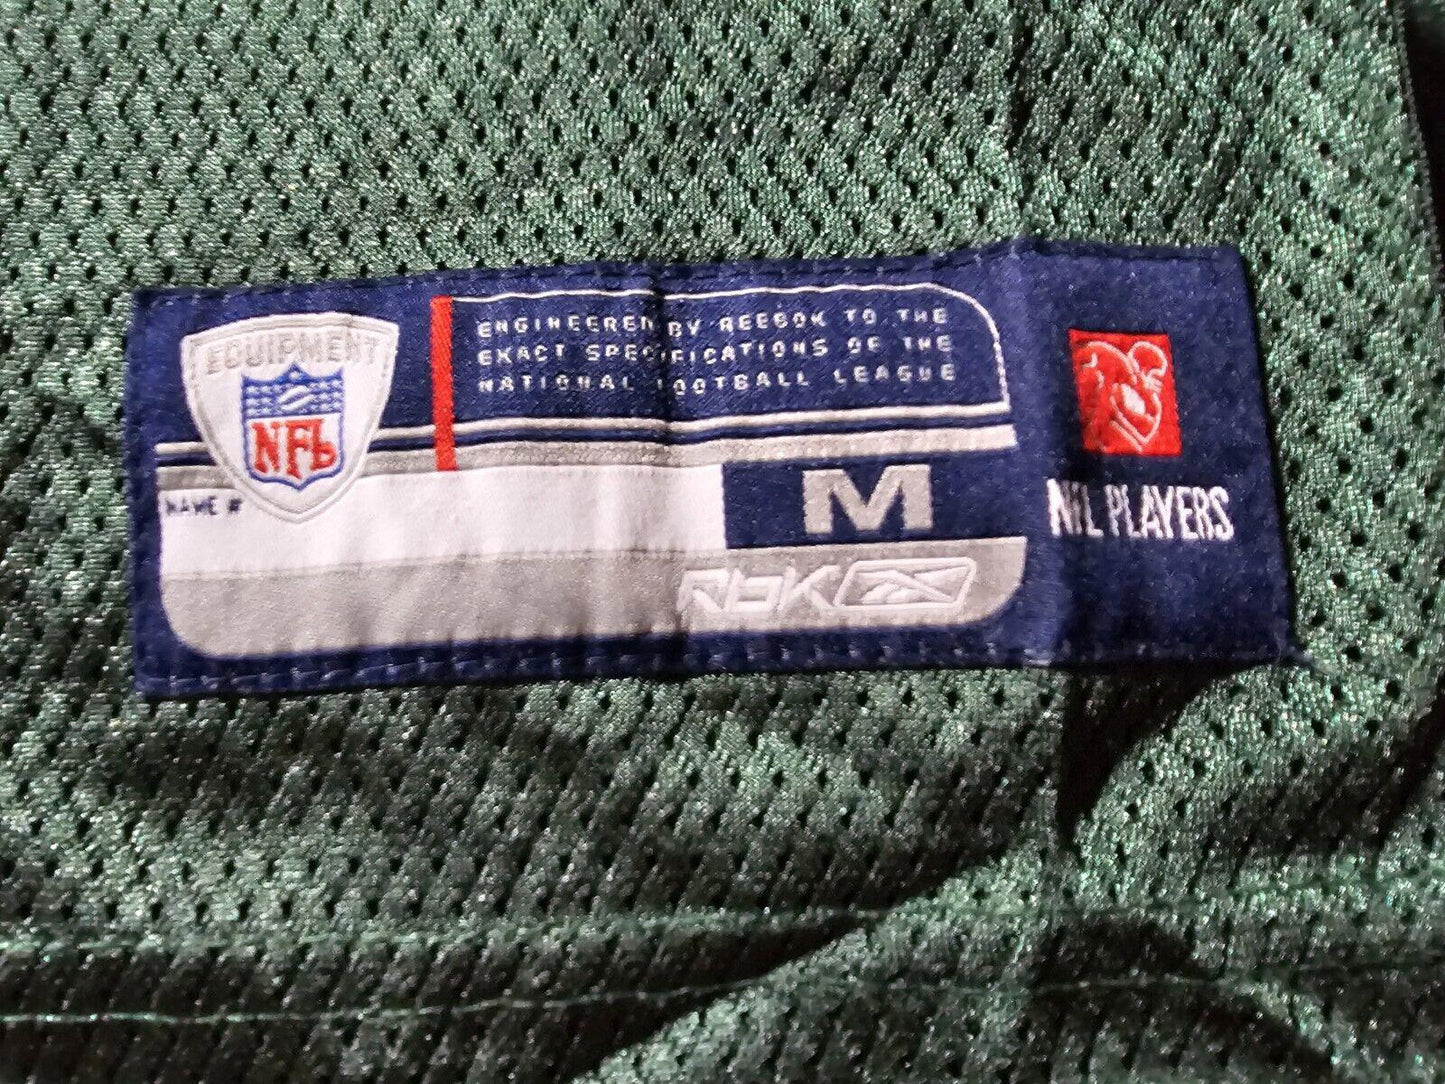 EQUIPMENT
NFL
ENGINEERED BY REEBOK TO THE
EXACT SPECIFICATIONS OF THE
NATIONAL FOOTBALL LEAGUE
NAME #
M
RbK
NFL PLAYERS